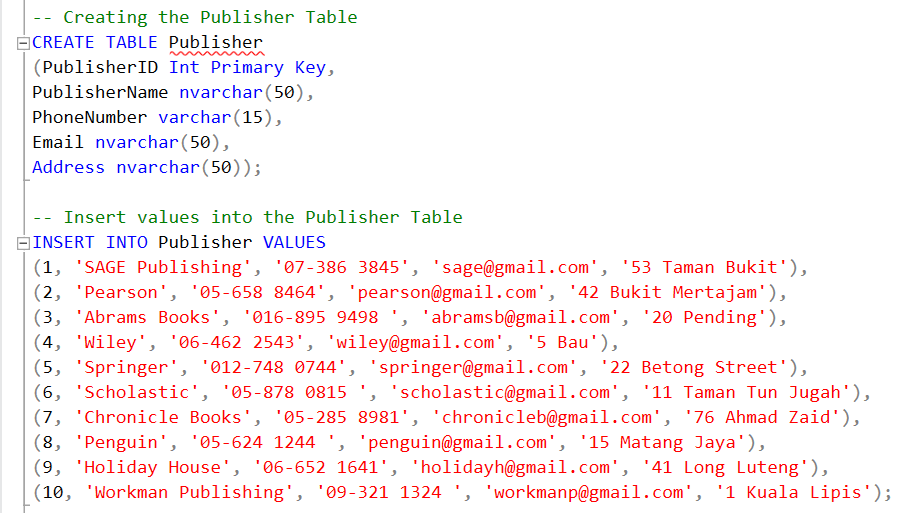 -- Creating the Publisher Table
CREATE TABLE Publisher
(PublisherID Int Primary Key,
PublisherName nvarchar(50),
PhoneNumber varchar(15),
Email nvarchar(50),
Address nvarchar(50));
-- Insert values into the Publisher Table
INSERT INTO Publisher VALUES
(1, 'SAGE Publishing', '07-386 3845', 'sage@gmail.com', '53 Taman Bukit'),
(2, 'Pearson', '05-658 8464', 'pearson@gmail.com', '42 Bukit Mertajam'),
(3, 'Abrams Books', '016-895 9498 ', 'abramsb@gmail.com', '20 Pending'),
(4, 'Wiley', '06-462 2543', 'wiley@gmail.com', '5 Bau'),
(5, 'Springer', '012-748 0744', 'springer@gmail.com', '22 Betong Street'),
(6, 'Scholastic', '05-878 0815 ', 'scholastic@gmail.com', '11 Taman Tun Jugah'),
(7, 'Chronicle Books', '05-285 8981', 'chronicleb@gmail.com', '76 Ahmad Zaid'),
(8, 'Penguin', '05-624 1244 ', 'penguin@gmail.com', '15 Matang Jaya'),
(9, 'Holiday House', '06-652 1641', 'holidayh@gmail.com', '41 Long Luteng'),
(10, 'Workman Publishing', '09-321 1324 ', 'workmanp@gmail.com', '1 Kuala Lipis');